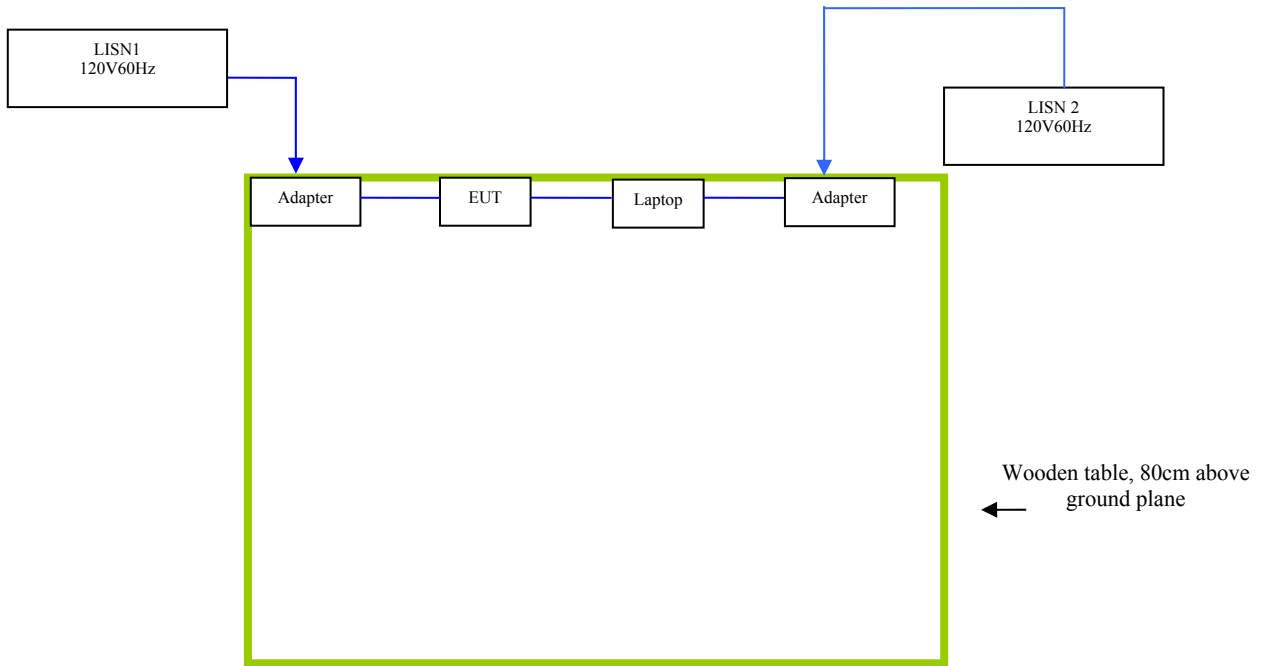 LISN1
120V60Hz
LISN 2
120V60Hz
Adapter
EUT
Laptop
Adapter
Wooden table, 80cm above
ground plane